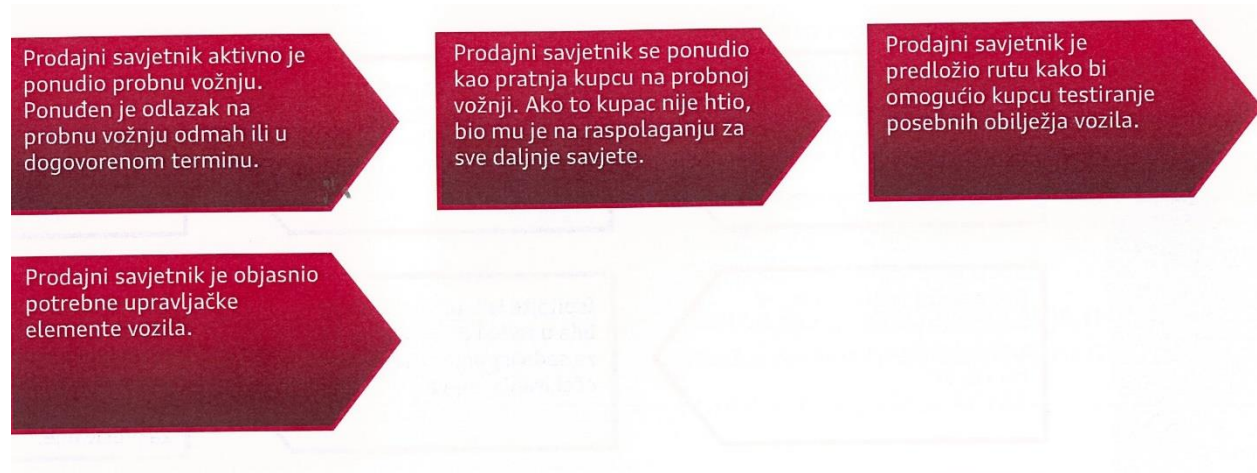 Prodajni savjetnik aktivno je
ponudio probnu vožnju.
Ponuđen je odlazak na
probnu vožnju odmah ili u
dogovorenom terminu.
Prodajni savjetnik se ponudio
kao pratnja kupcu na probnoj
vožnji. Ako to kupac nije htio,
bio mu je na raspolaganju za
sve daljnje savjete.
Prodajni savjetnik je
predložio rutu kako bi
omogućio kupcu testiranje
posebnih obilježja vozila.
Prodajni savjetnik je objasnio
potrebne upravljačke
elemente vozila.